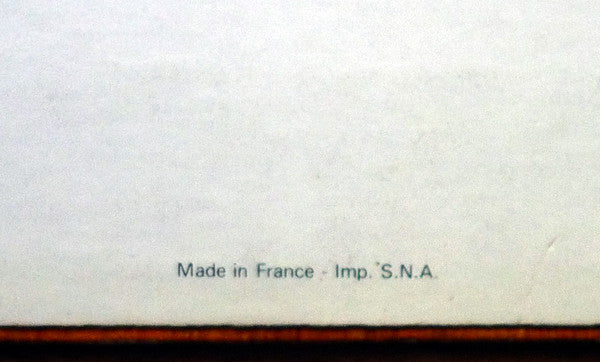 Made in France - Imp. S.N.A.